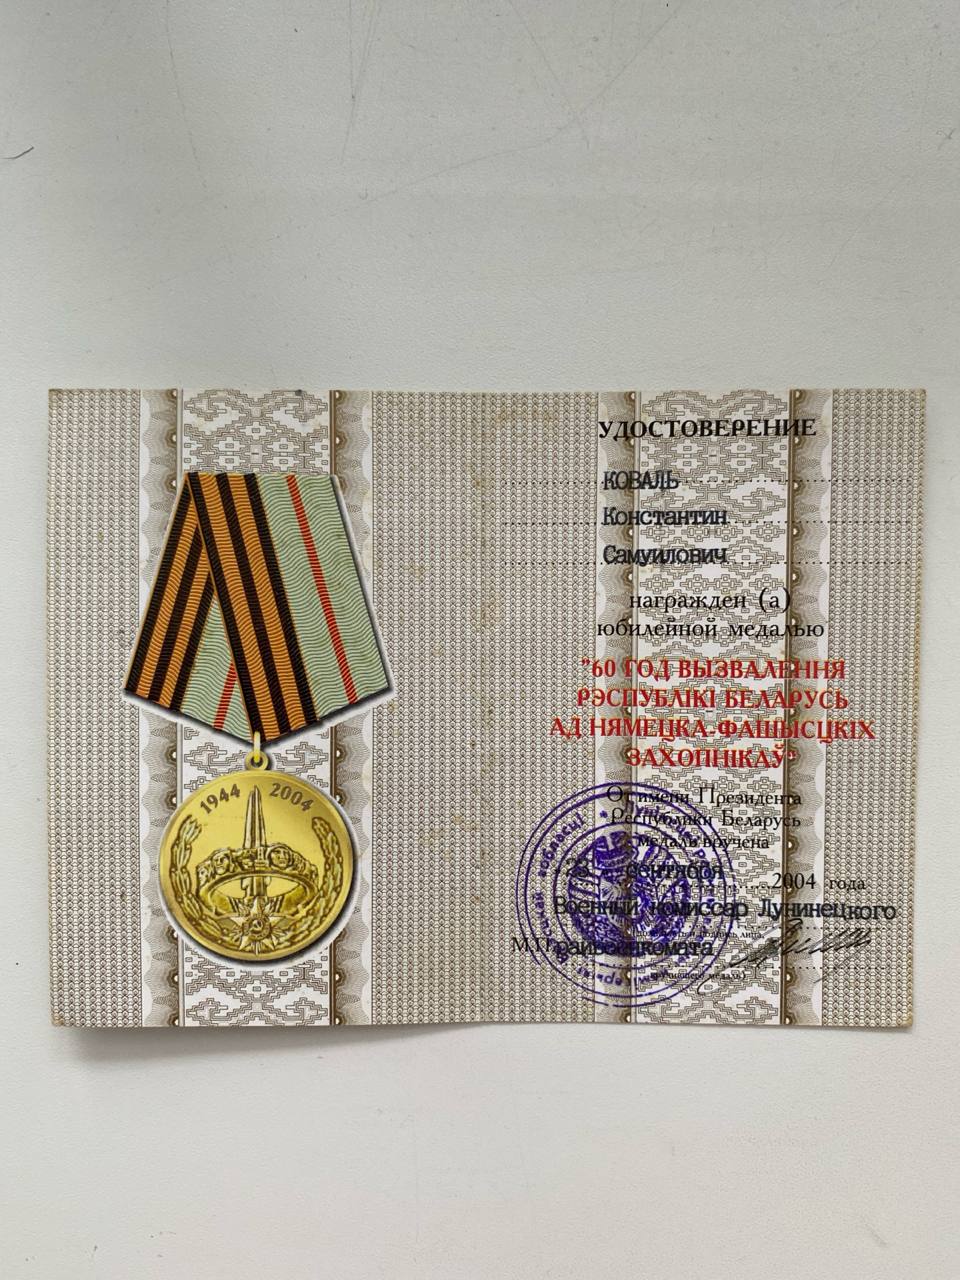 1944 2004
УДОСТОВЕРЕНИЕ
КОВАЛЬ
Константин
Самуилович
награжден (а)
юбилейной медалью
"60 ГОД ВЫЗВАЛЕННЯ
РЭСПУБЛІКІ БЕЛАРУСЬ
АД НЯМЕЦКА-ФАШЫСЦКІХ
ЗАХОПНІКАЎ"
От имени Президента
Республики Беларусь
медаль вручена
23 сентября 2004 года
Военный комиссар Лунинецкого
М.П. райвоенкомата